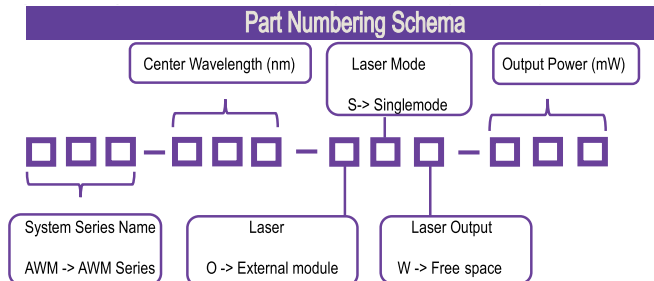 Part Numbering Schema
Center Wavelength (nm)
Laser Mode
S-> Singlemode
Output Power (mW)
System Series Name
AWM -> AWM Series
Laser
O -> External module
Laser Output
W -> Free space